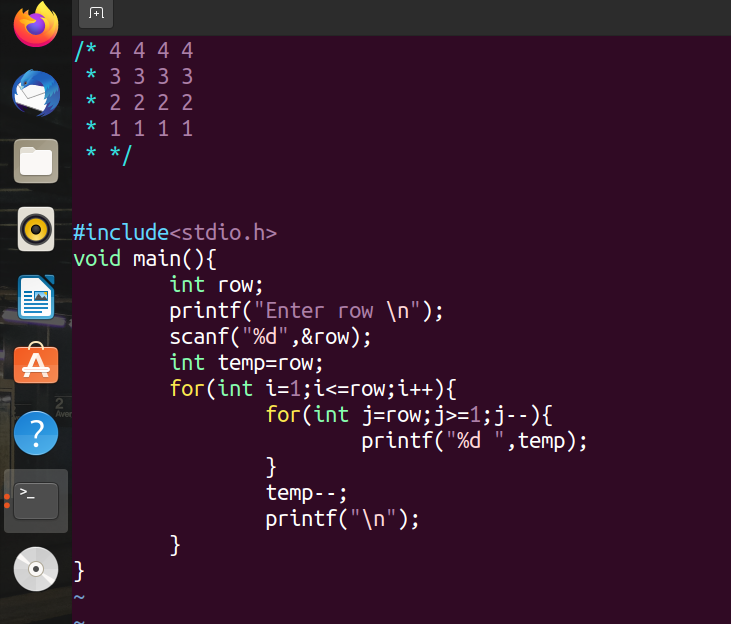 /* 4 4 4 4
 * 3 3 3 3
 * 2 2 2 2
 * 1 1 1 1
 * */
#include<stdio.h>
void main(){
        int row;
        printf("Enter row \n");
        scanf("%d",&row);
        int temp=row;
        for(int i=1;i<=row;i++){
                for(int j=row;j>=1;j--){
                        printf("%d ",temp);
                }
                temp--;
                printf("\n");
        }
}
~
~